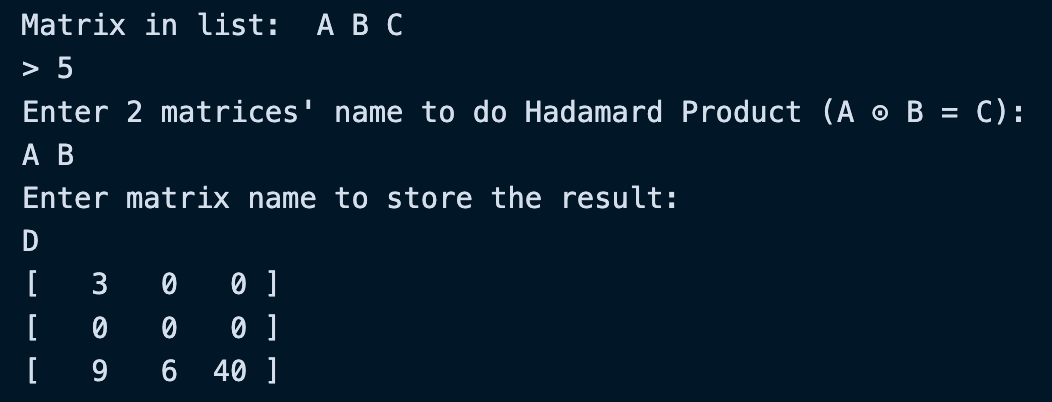 Matrix in list:  A B C
> 5
Enter 2 matrices' name to do Hadamard Product (A ⊙ B = C):
A B
Enter matrix name to store the result:
D
[   3   0   0 ]
[   0   0   0 ]
[   9   6  40 ]